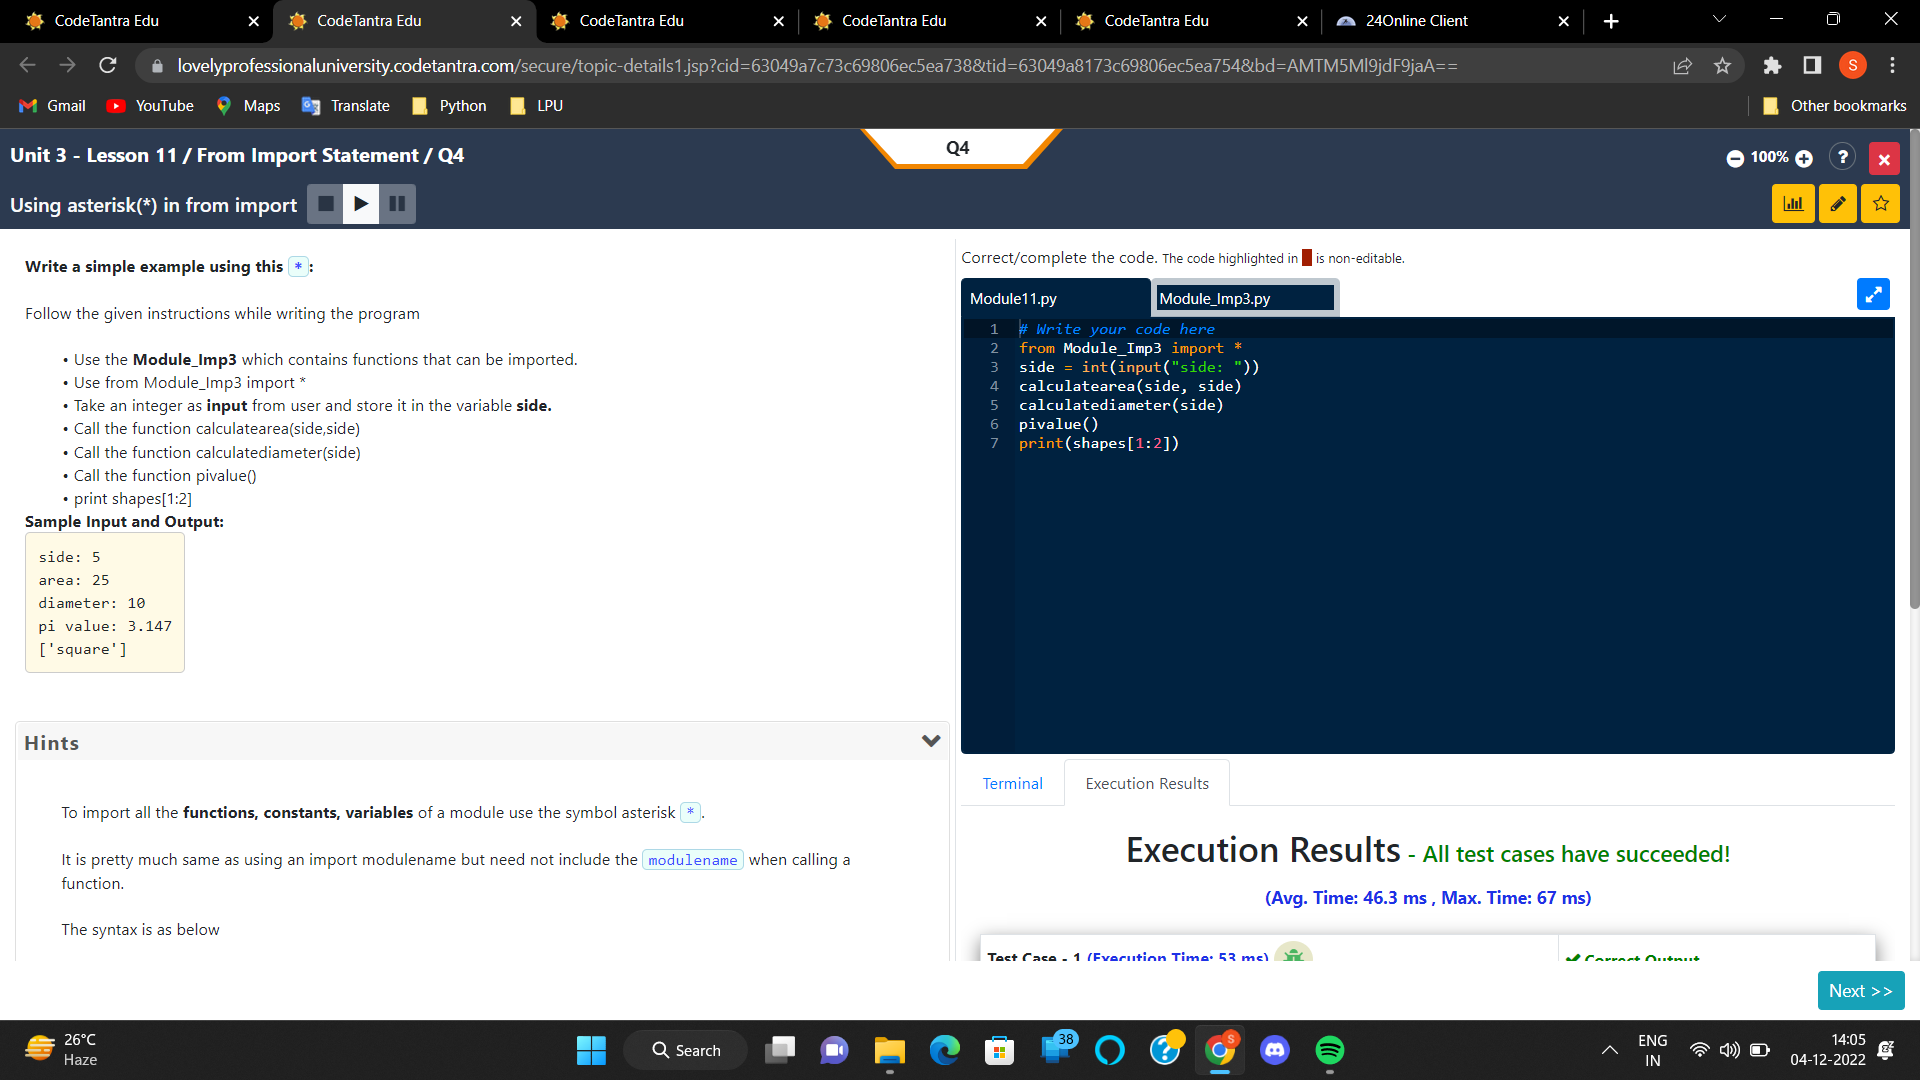 CodeTantra Edu
CodeTantra Edu
CodeTantra Edu
CodeTantra Edu
CodeTantra Edu
24Online Client
lovelyprofessionaluniversity.codetantra.com/secure/topic-details1.jsp?cid=63049a7c73c69806ec5ea738&tid=63049a8173c69806ec5ea754&bd=AMTM5Ml9jdF9jaA==
S
Gmail
YouTube
Maps
Translate
Python
LPU
Other bookmarks
Unit 3 - Lesson 11 / From Import Statement / Q4
Q4
100%
?
Using asterisk(*) in from import
Write a simple example using this * :
Follow the given instructions while writing the program
• Use the Module_Imp3 which contains functions that can be imported.
• Use from Module_Imp3 import *
• Take an integer as input from user and store it in the variable side.
• Call the function calculatearea(side,side)
• Call the function calculatediameter(side)
• Call the function pivalue()
• print shapes[1:2]
Sample Input and Output:
side: 5
area: 25
diameter: 10
pi value: 3.147
['square']
Hints
To import all the functions, constants, variables of a module use the symbol asterisk * .
It is pretty much same as using an import modulename but need not include the modulename when calling a
function.
The syntax is as below
Correct/complete the code. The code highlighted in is non-editable.
Module11.py
Module_Imp3.py
1 # Write your code here
2 from Module_Imp3 import *
3 side = int(input("side: "))
4 calculatearea(side, side)
5 calculatediameter(side)
6 pivalue()
7 print(shapes[1:2])
Terminal
Execution Results
Execution Results - All test cases have succeeded!
(Avg. Time: 46.3 ms , Max. Time: 67 ms)
Test Case - 1 (Execution Time: 53 ms)
Correct Output
Next >>
26°C
Haze
Search
38
S
ENG
IN
14:05
04-12-2022